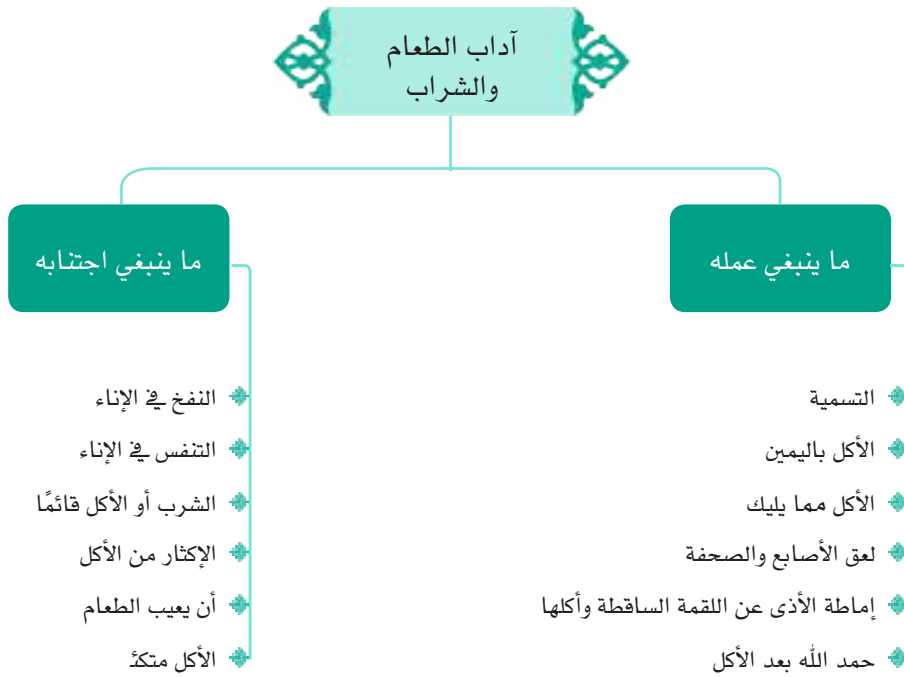 آداب الطعام
والشراب
ما ينبغي عمله
التسمية
الأكل باليمين
الأكل مما يليك
لعق الأصابع والصحفة
إماطة الأذى عن اللقمة الساقطة وأكلها
حمد الله بعد الأكل
ما ينبغي اجتنابه
النفخ في الإناء
التنفس في الإناء
الشرب أو الأكل قائمًا
الإكثار من الأكل
أن يعيب الطعام
الأكل متكئ